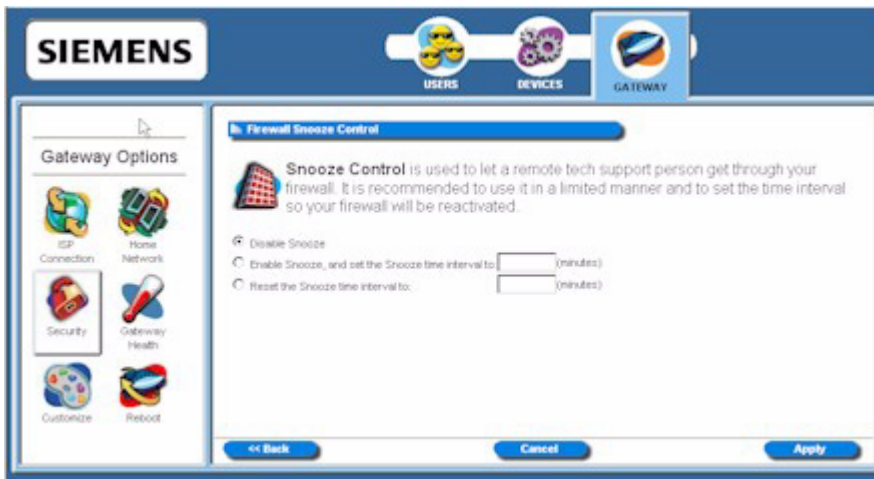 SIEMENS
USERS
DEVICES
GATEWAY
Gateway Options
ISP
Connection
Home
Network
Security
Gateway
Health
Customize
Reboot
Firewall Snooze Control
Snooze Control is used to let a remote tech support person get through your
firewall. It is recommended to use it in a limited manner and to set the time interval
so your firewall will be reactivated.
Disable Snooze
Enable Snooze, and set the Snooze time interval to: (minutes)
Reset the Snooze time interval to: (minutes)
<< Back
Cancel
Apply